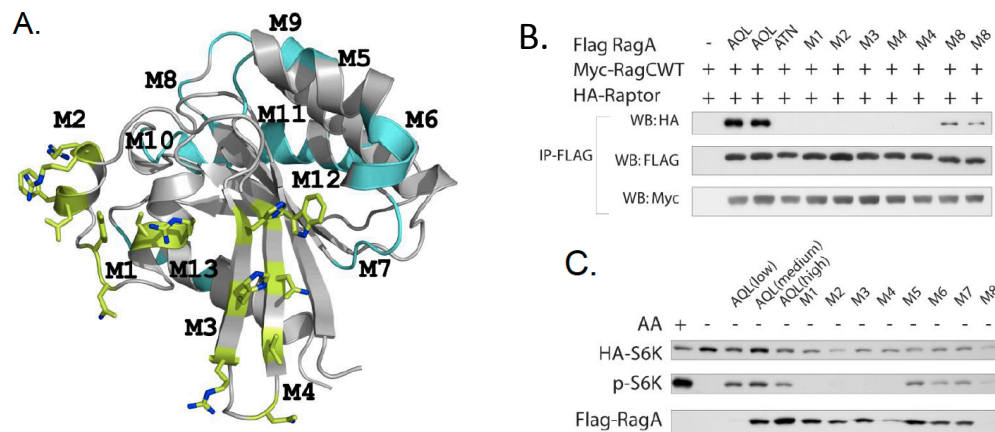 A.
M9
M8
M5
M2
M11
M6
M10
M12
M1
M13
M7
M3
M4
B.
Flag RagA - AQL AQL ATN M1 M2 M3 M4 M4 M8 M8
Myc-RagCWT + + + + + + + + + + +
HA-Raptor + + + + + + + + + + +
IP-FLAG
WB: HA
WB: FLAG
WB: Myc
C.
AQL(low) AQL(medium) AQL(high) M1 M2 M3 M4 M5 M6 M7 M8
AA + - - - - - - - - - - - -
HA-S6K
p-S6K
Flag-RagA